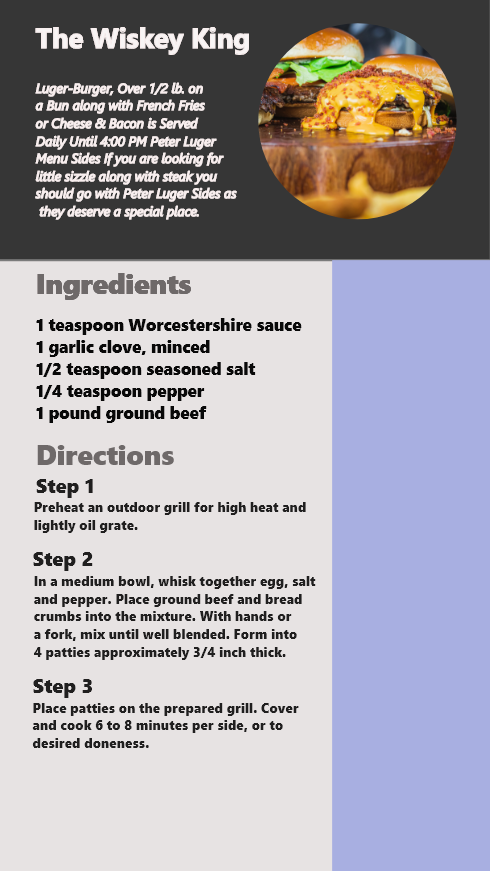 The Wiskey King
Luger-Burger, Over 1/2 lb. on
a Bun along with French Fries
or Cheese & Bacon is Served
Daily Until 4:00 PM Peter Luger
Menu Sides If you are looking for
little sizzle along with steak you
should go with Peter Luger Sides as
they deserve a special place.
Ingredients
1 teaspoon Worcestershire sauce
1 garlic clove, minced
1/2 teaspoon seasoned salt
1/4 teaspoon pepper
1 pound ground beef
Directions
Step 1
Preheat an outdoor grill for high heat and
lightly oil grate.
Step 2
In a medium bowl, whisk together egg, salt
and pepper. Place ground beef and bread
crumbs into the mixture. With hands or
a fork, mix until well blended. Form into
4 patties approximately 3/4 inch thick.
Step 3
Place patties on the prepared grill. Cover
and cook 6 to 8 minutes per side, or to
desired doneness.